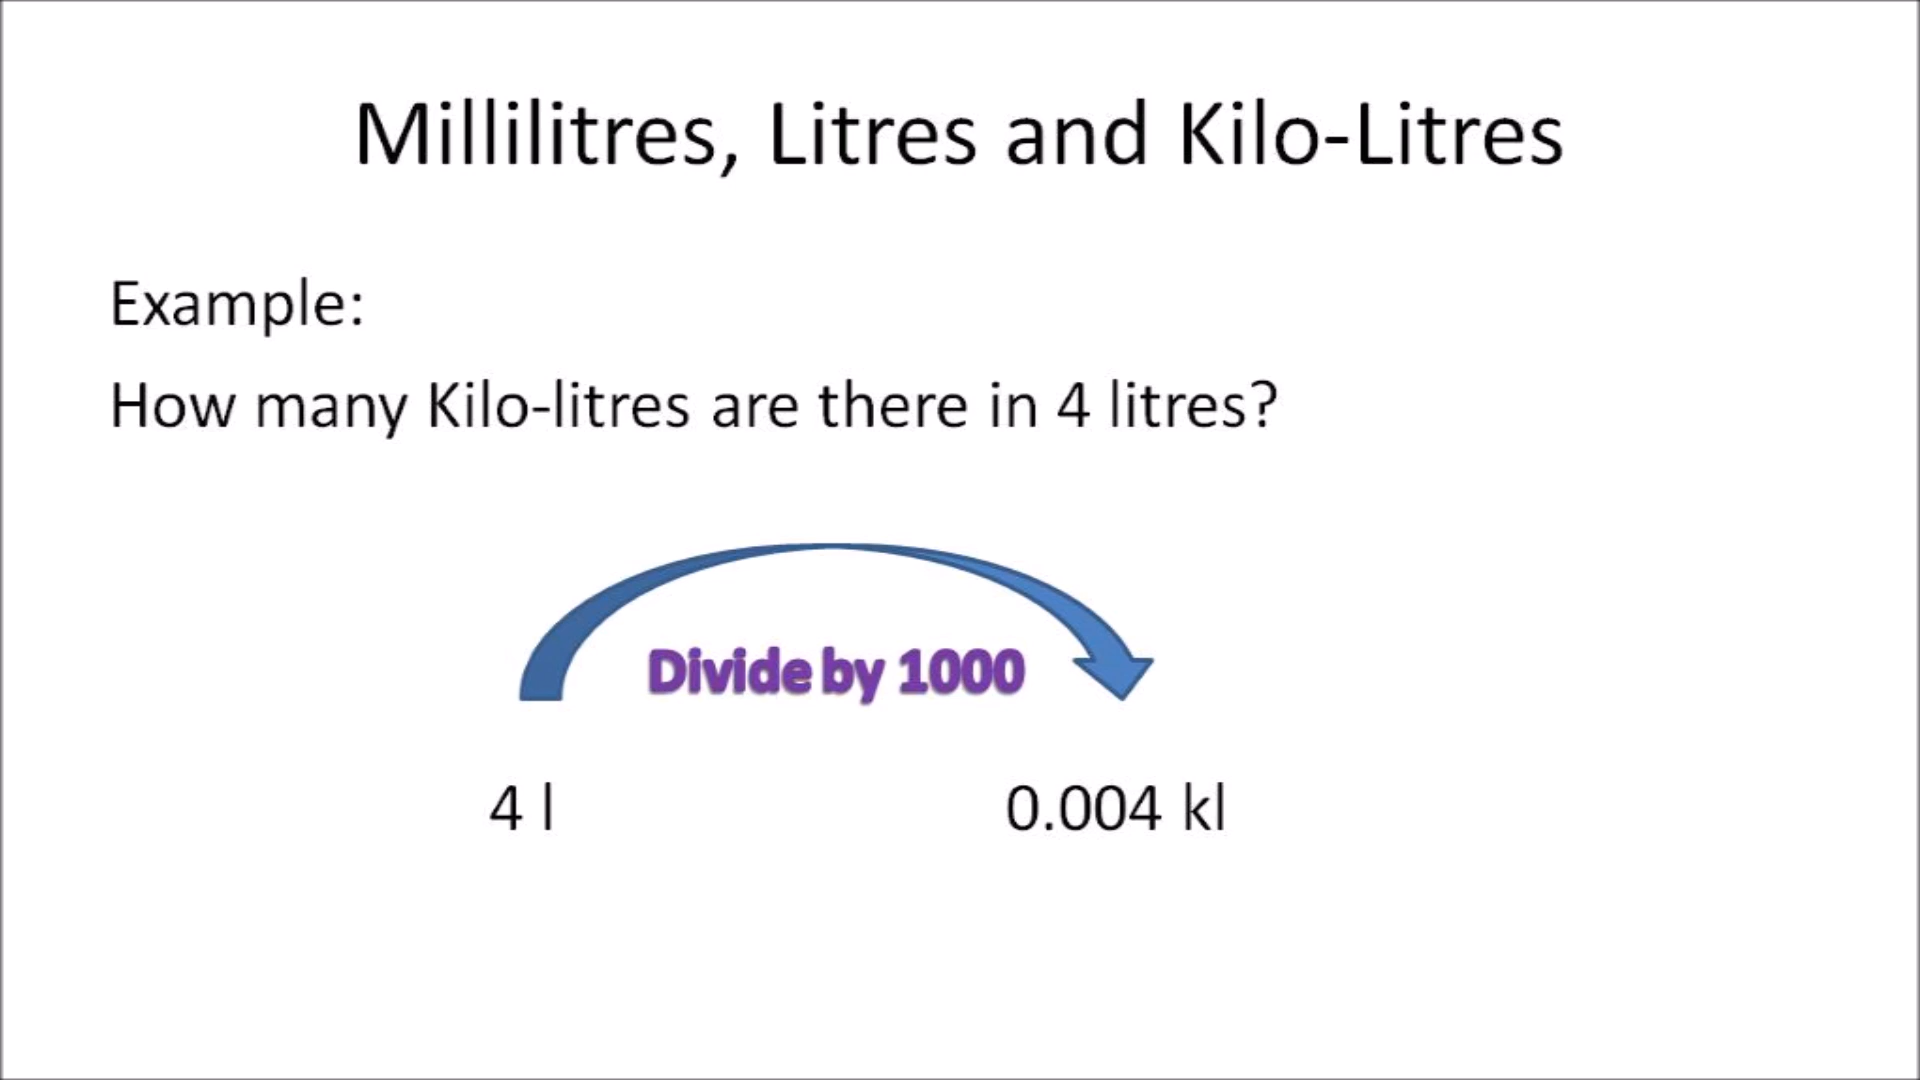 Millilitres, Litres and Kilo-Litres
Example:
How many Kilo-litres are there in 4 litres?
Divide by 1000
4 l
0.004 kl